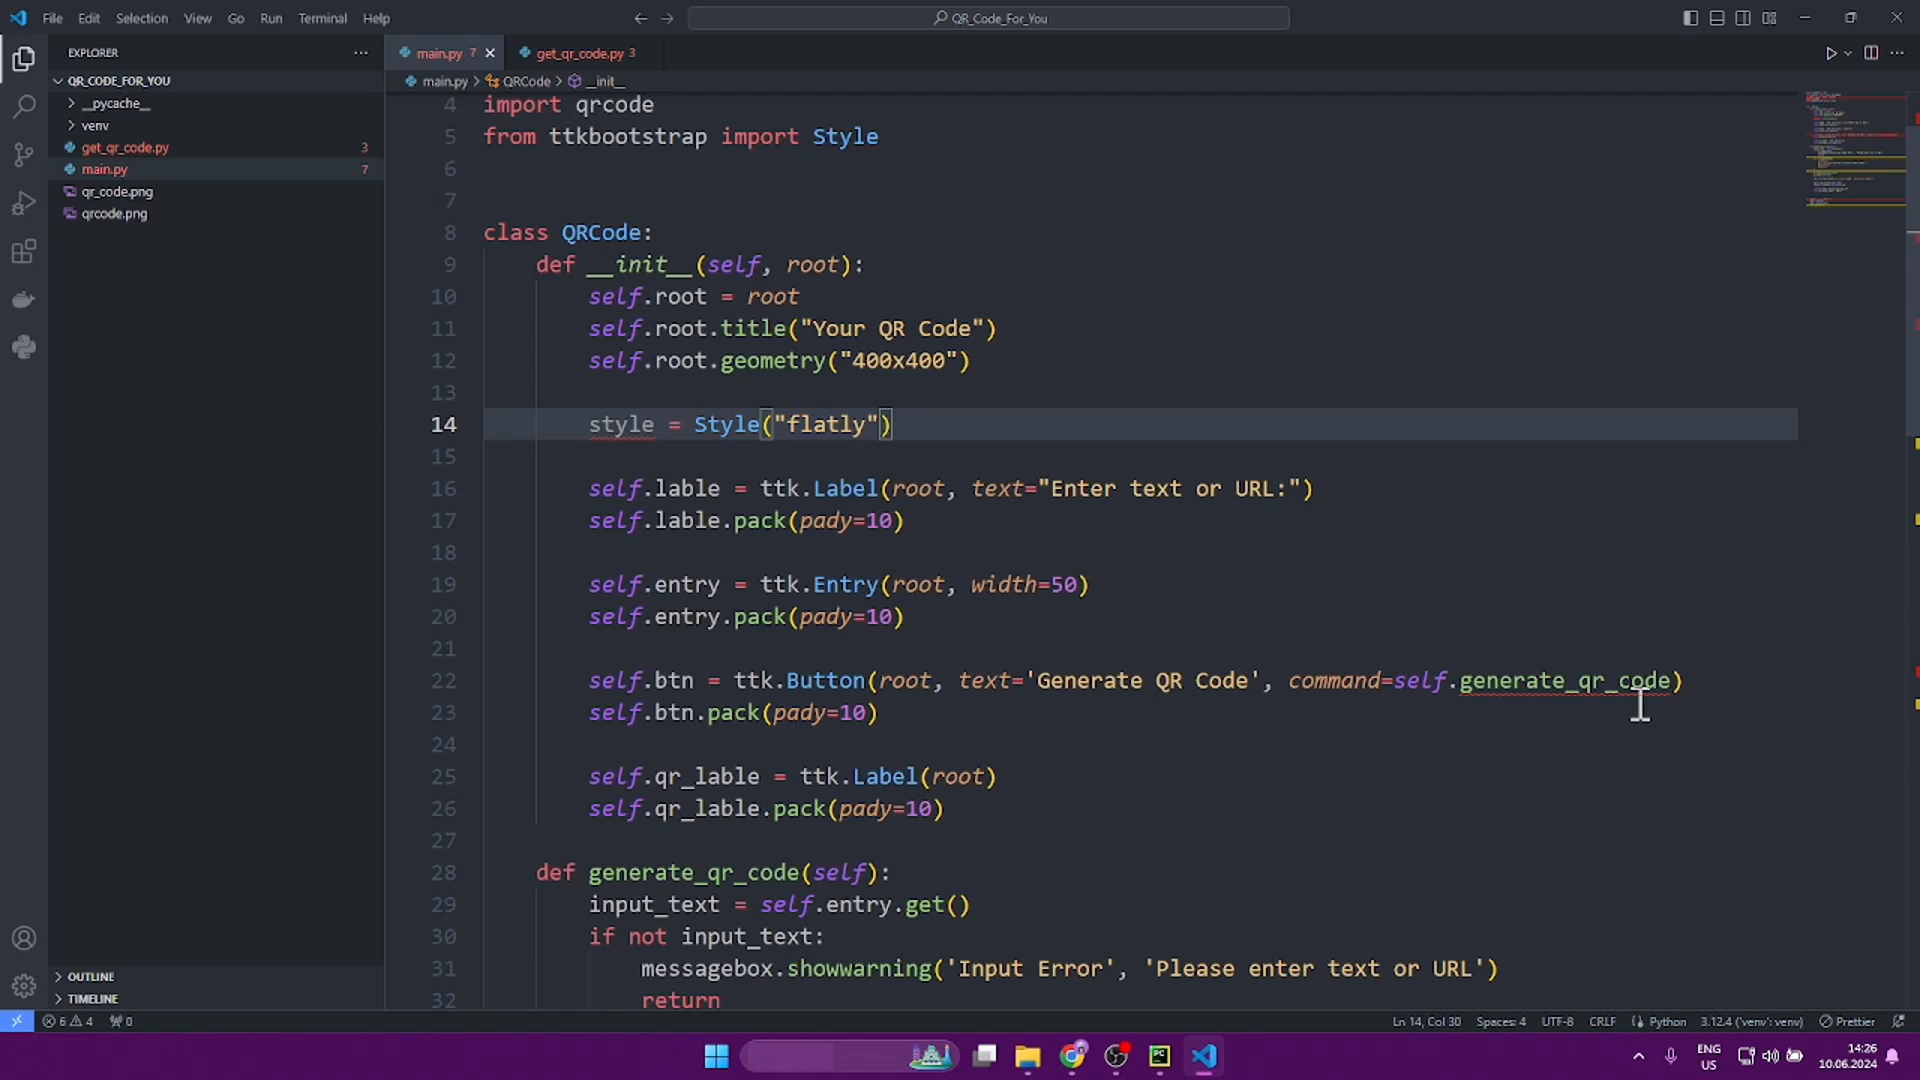 File Edit Selection View Go Run Terminal Help
QR_Code_For_You
EXPLORER
QR_CODE_FOR_YOU
__pycache__
venv
get_qr_code.py 3
main.py 7
qr_code.png
qrcode.png
OUTLINE
TIMELINE
main.py 7
get_qr_code.py 3
main.py > QRCode > __init__
4 import qrcode
5 from ttkbootstrap import Style
6
7
8 class QRCode:
9 def __init__(self, root):
10 self.root = root
11 self.root.title("Your QR Code")
12 self.root.geometry("400x400")
13
14 style = Style("flatly")
15
16 self.lable = ttk.Label(root, text="Enter text or URL:")
17 self.lable.pack(pady=10)
18
19 self.entry = ttk.Entry(root, width=50)
20 self.entry.pack(pady=10)
21
22 self.btn = ttk.Button(root, text='Generate QR Code', command=self.generate_qr_code)
23 self.btn.pack(pady=10)
24
25 self.qr_lable = ttk.Label(root)
26 self.qr_lable.pack(pady=10)
27
28 def generate_qr_code(self):
29 input_text = self.entry.get()
30 if not input_text:
31 messagebox.showwarning('Input Error', 'Please enter text or URL')
32 return
6 4 0
Ln 14, Col 30 Spaces: 4 UTF-8 CRLF Python 3.12.4 ('venv': venv) Prettier
PC
ENG
US
14:26
10.06.2024